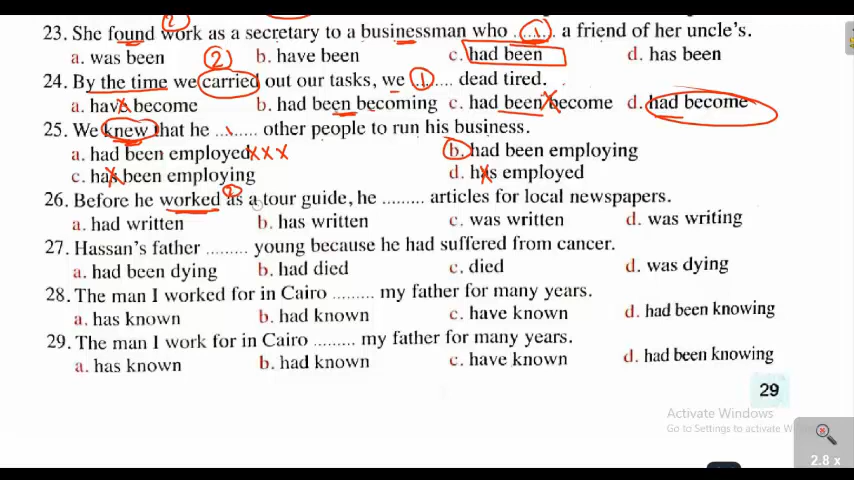 23. She found work as a secretary to a businessman who ........ a friend of her uncle's.
a. was been b. have been c. had been d. has been
24. By the time we carried out our tasks, we ........ dead tired.
a. have become b. had been becoming c. had been become d. had become
25. We knew that he ........ other people to run his business.
a. had been employed b. had been employing
c. has been employing d. has employed
26. Before he worked as a tour guide, he ......... articles for local newspapers.
a. had written b. has written c. was written d. was writing
27. Hassan's father ......... young because he had suffered from cancer.
a. had been dying b. had died c. died d. was dying
28. The man I worked for in Cairo ......... my father for many years.
a. has known b. had known c. have known d. had been knowing
29. The man I work for in Cairo ......... my father for many years.
a. has known b. had known c. have known d. had been knowing
29
Activate Windows
Go to Settings to activate W
2.8 x